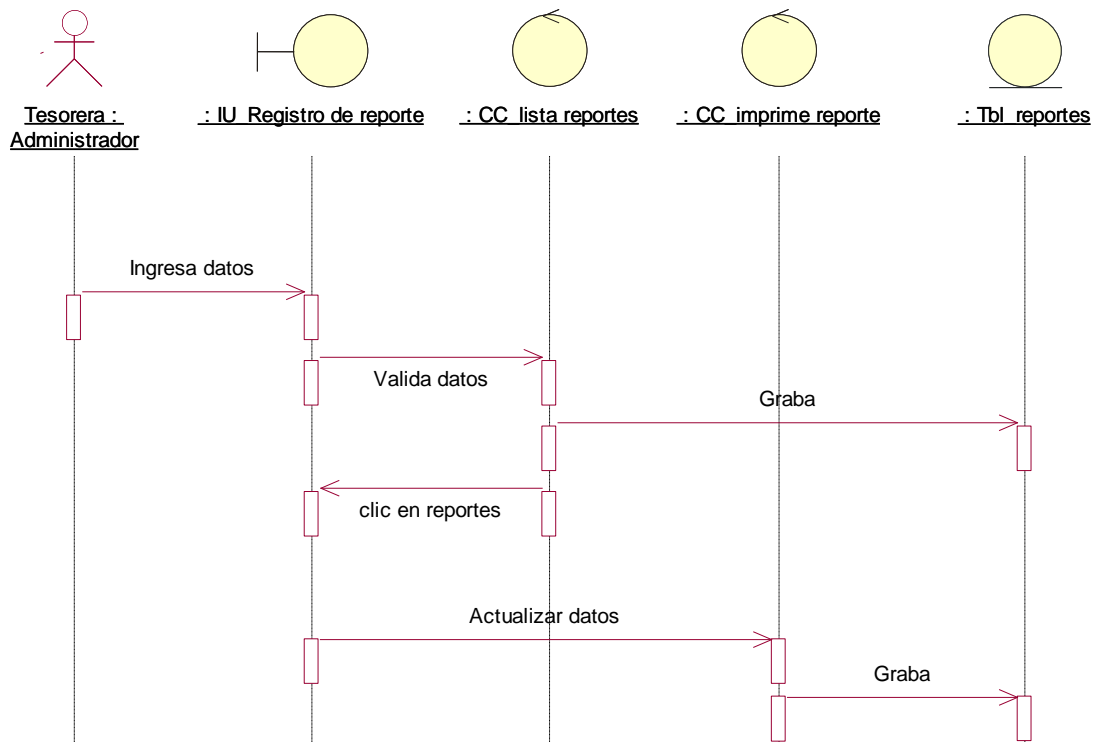 Tesorera :
Administrador
: IU_Registro de reporte
: CC_lista reportes
: CC_imprime reporte
: Tbl_reportes
Ingresa datos
Valida datos
Graba
clic en reportes
Actualizar datos
Graba